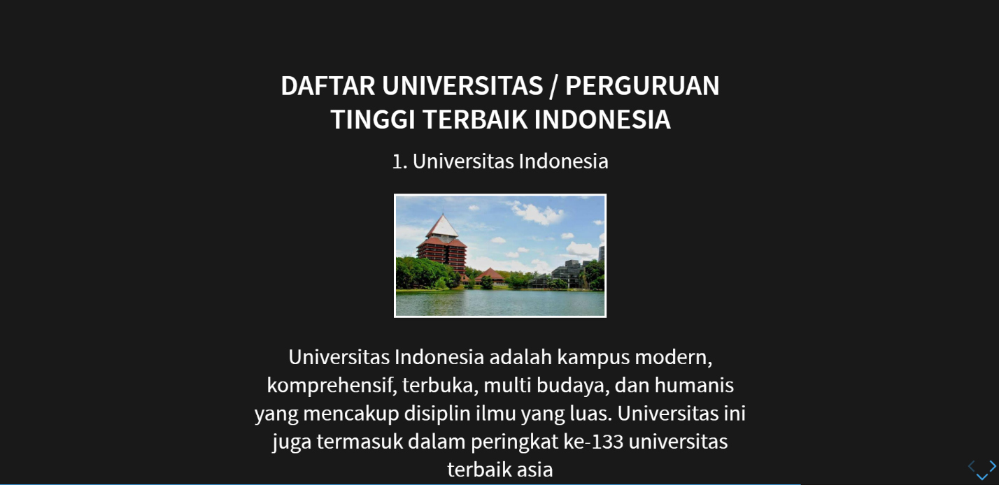 DAFTAR UNIVERSITAS / PERGURUAN
TINGGI TERBAIK INDONESIA
1. Universitas Indonesia
Universitas Indonesia adalah kampus modern,
komprehensif, terbuka, multi budaya, dan humanis
yang mencakup disiplin ilmu yang luas. Universitas ini
juga termasuk dalam peringkat ke-133 universitas
terbaik asia